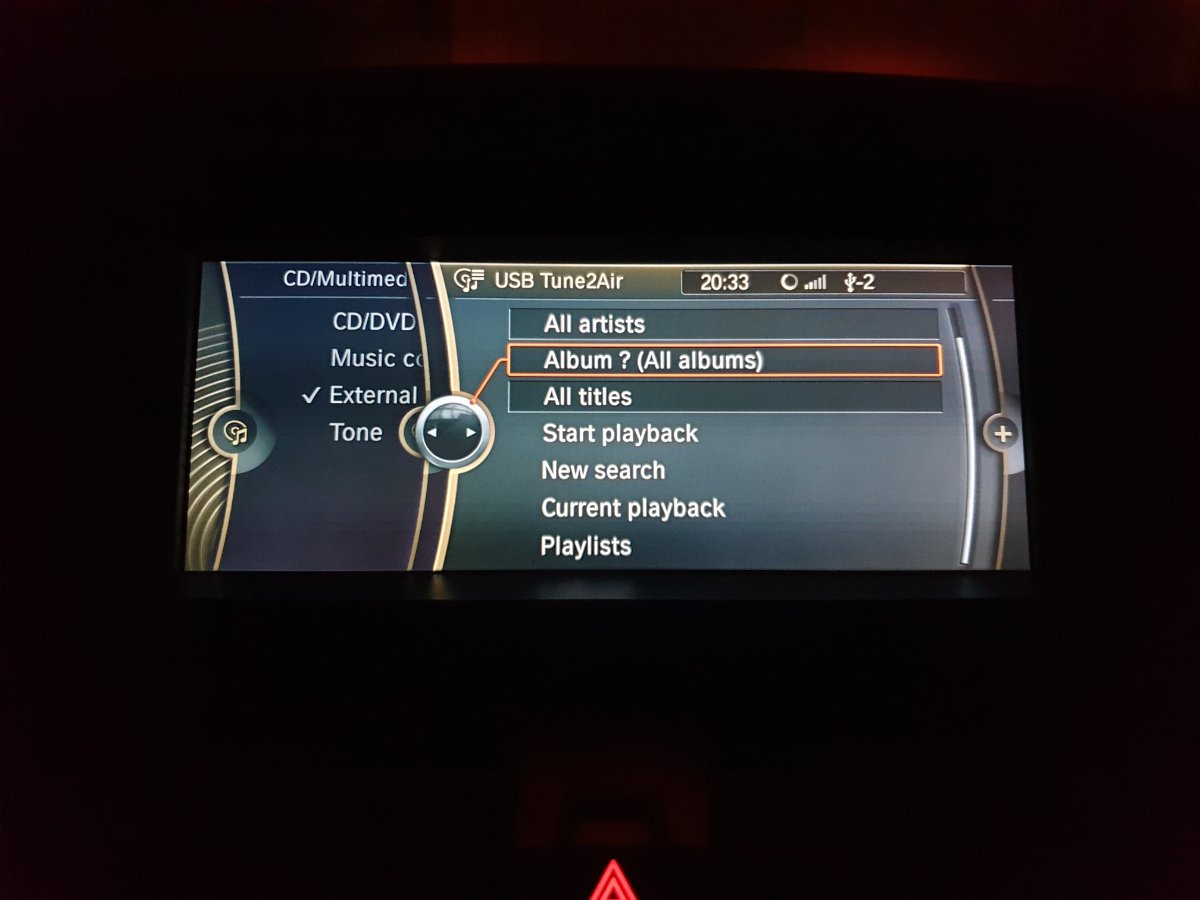 CD/Multimed
CD/DVD
Music co
External
Tone
USB Tune2Air
20:33
-2
All artists
Album ? (All albums)
All titles
Start playback
New search
Current playback
Playlists